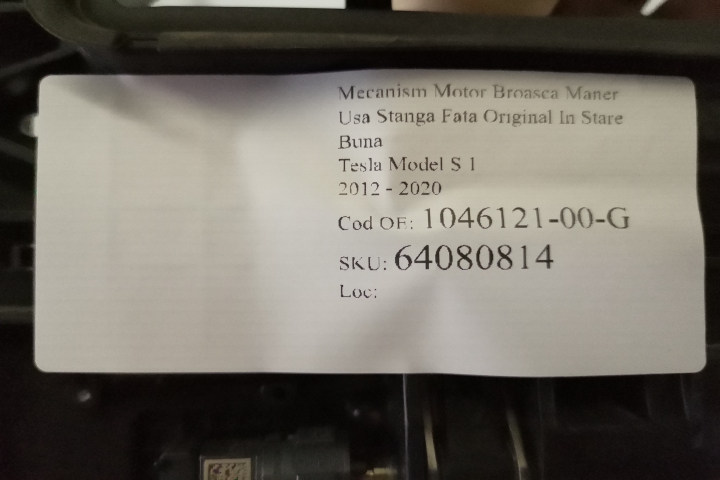 Mecanism Motor Broasca Maner
Usa Stanga Fata Original In Stare
Buna
Tesla Model S 1
2012 - 2020
Cod OE: 1046121-00-G
SKU: 64080814
Loc: